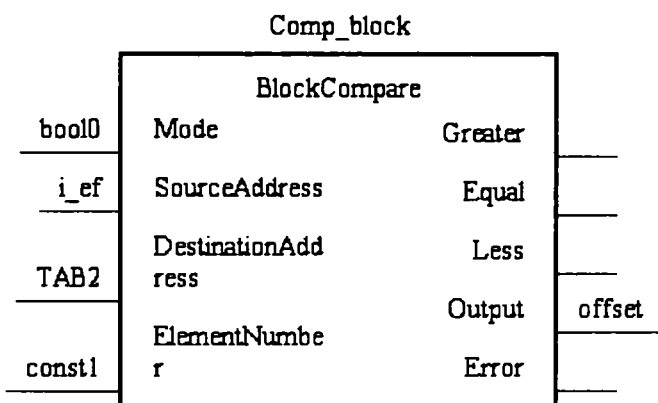 Comp_block
BlockCompare
bool0 Mode Greater
i_ef SourceAddress Equal
DestinationAdd Less
TAB2 ress
Output offset
ElementNumbe
const1 r Error